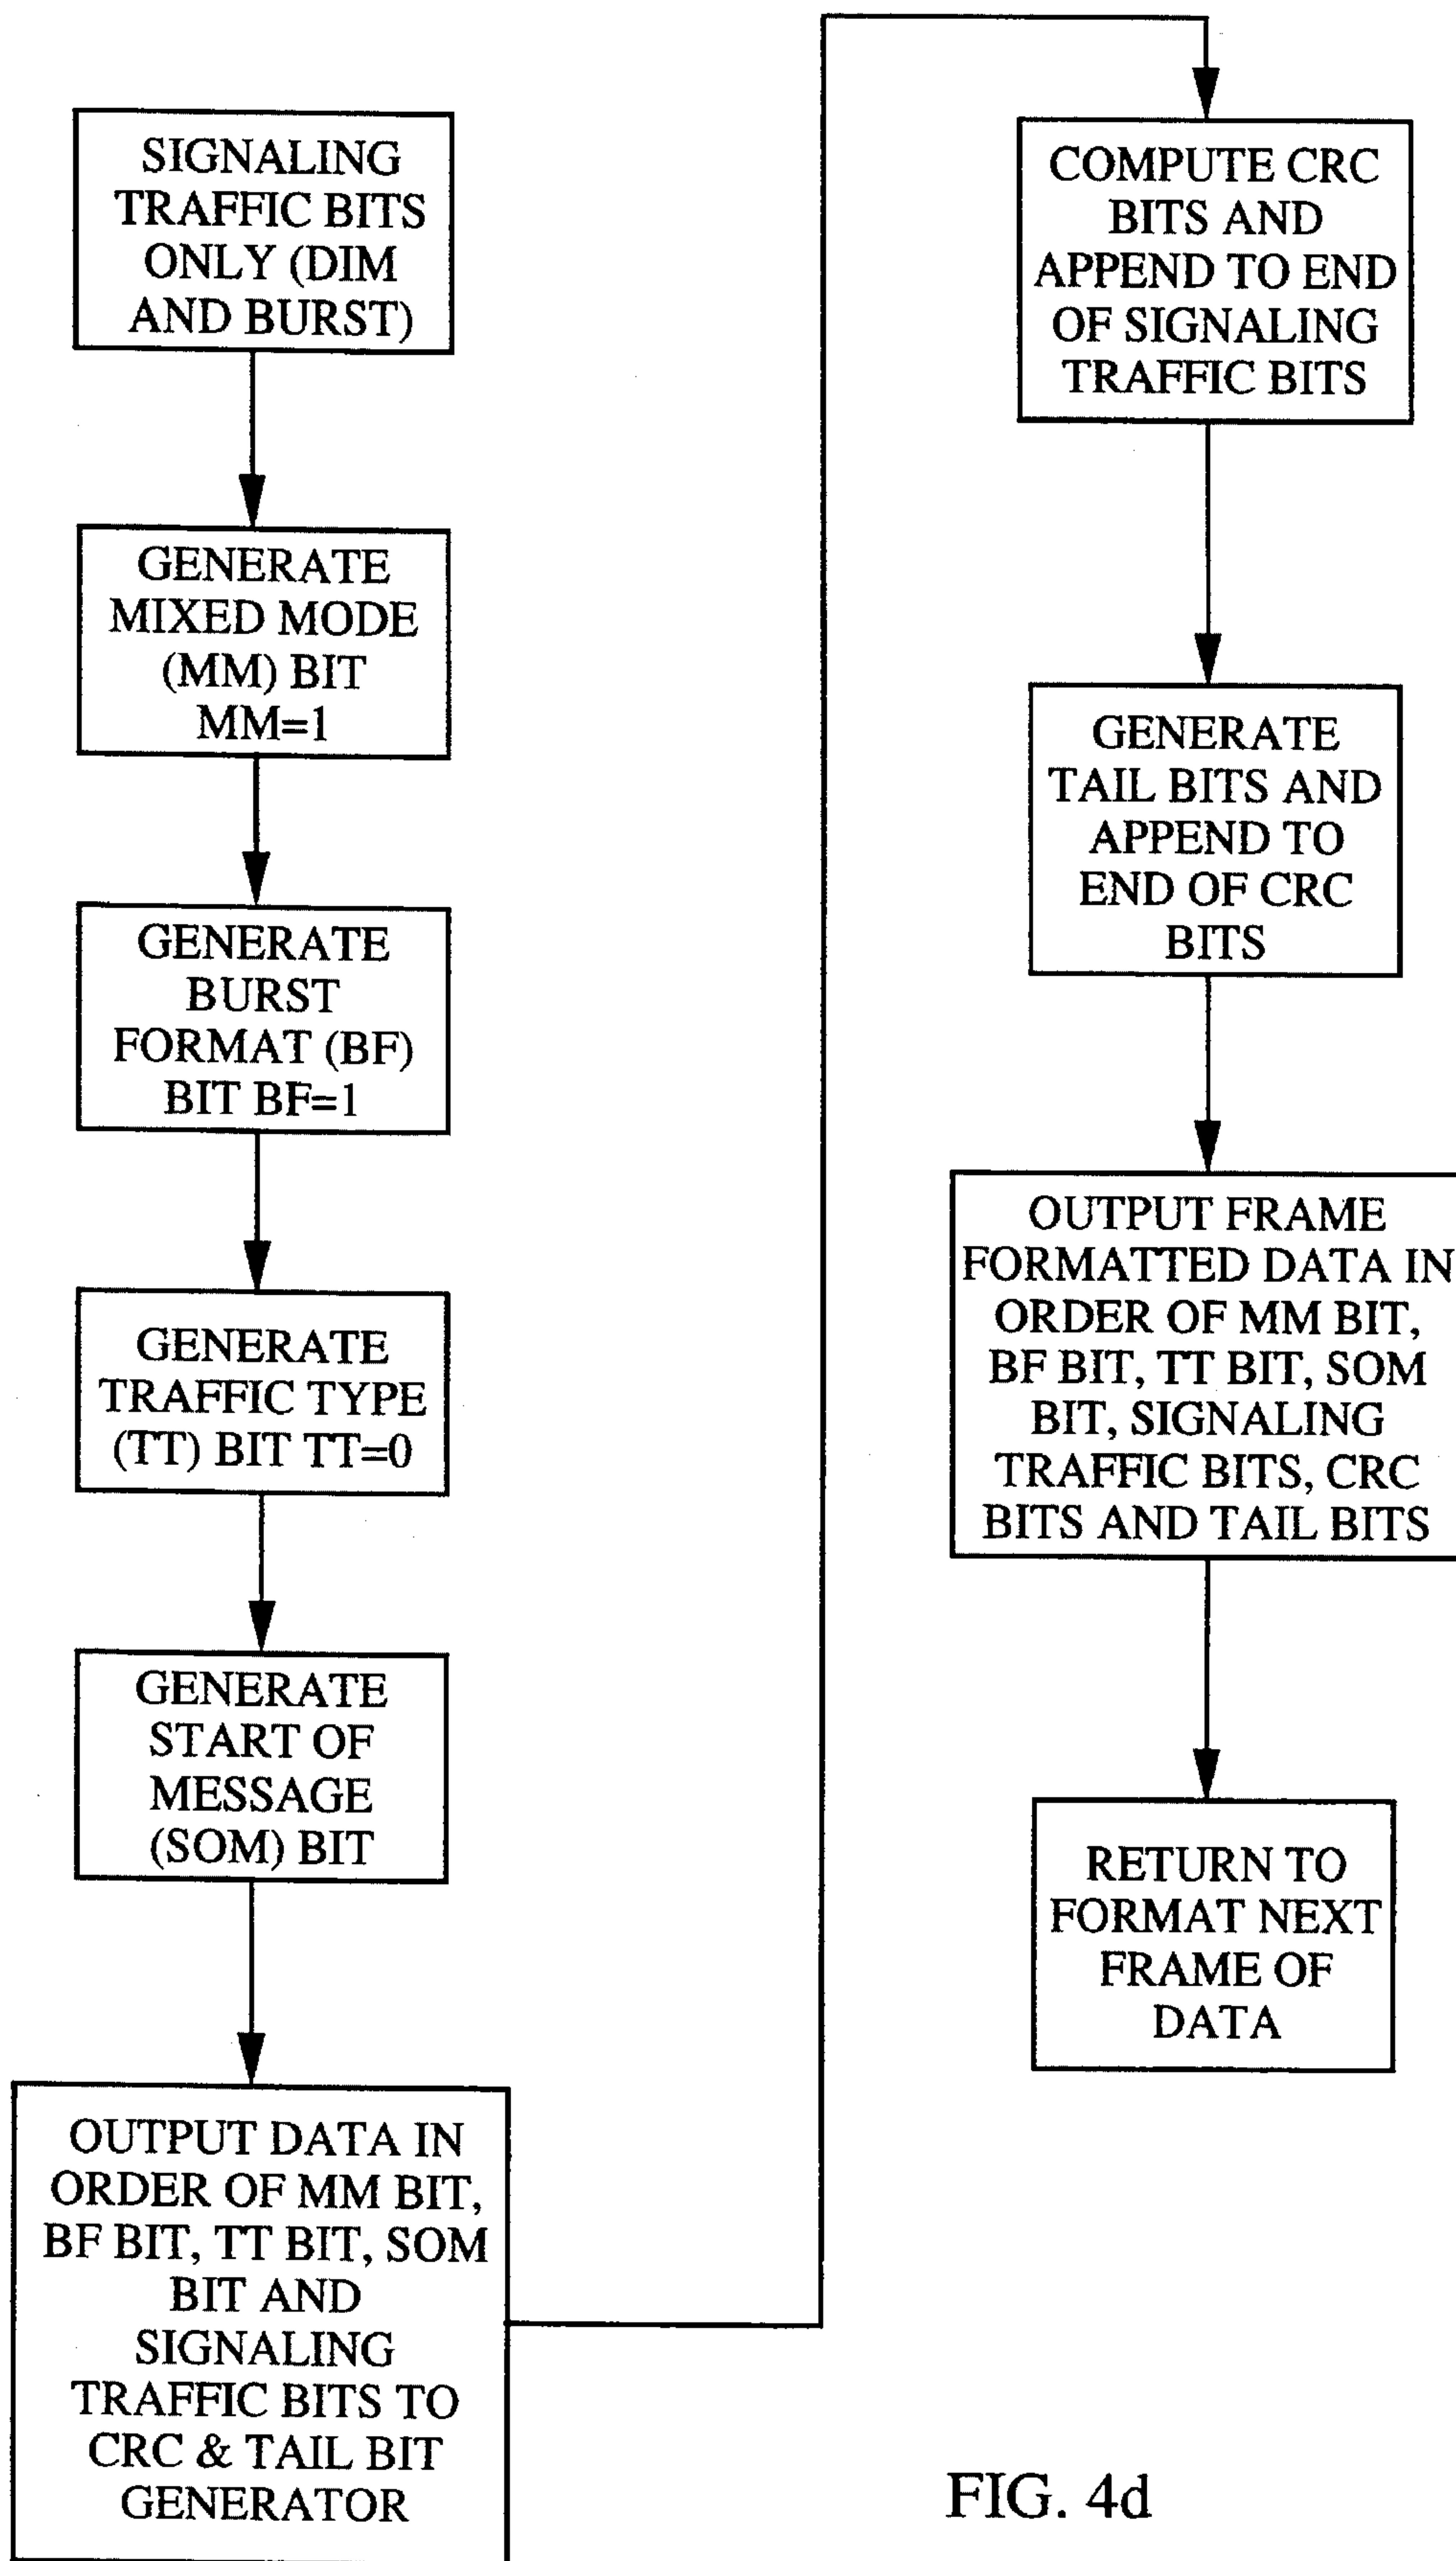 SIGNALING
TRAFFIC BITS
ONLY (DIM
AND BURST)
GENERATE
MIXED MODE
(MM) BIT
MM=1
GENERATE
BURST
FORMAT (BF)
BIT BF=1
GENERATE
TRAFFIC TYPE
(TT) BIT TT=0
GENERATE
START OF
MESSAGE
(SOM) BIT
OUTPUT DATA IN
ORDER OF MM BIT,
BF BIT, TT BIT, SOM
BIT AND
SIGNALING
TRAFFIC BITS TO
CRC & TAIL BIT
GENERATOR
COMPUTE CRC
BITS AND
APPEND TO END
OF SIGNALING
TRAFFIC BITS
GENERATE
TAIL BITS AND
APPEND TO
END OF CRC
BITS
OUTPUT FRAME
FORMATTED DATA IN
ORDER OF MM BIT,
BF BIT, TT BIT, SOM
BIT, SIGNALING
TRAFFIC BITS, CRC
BITS AND TAIL BITS
RETURN TO
FORMAT NEXT
FRAME OF
DATA
FIG. 4d